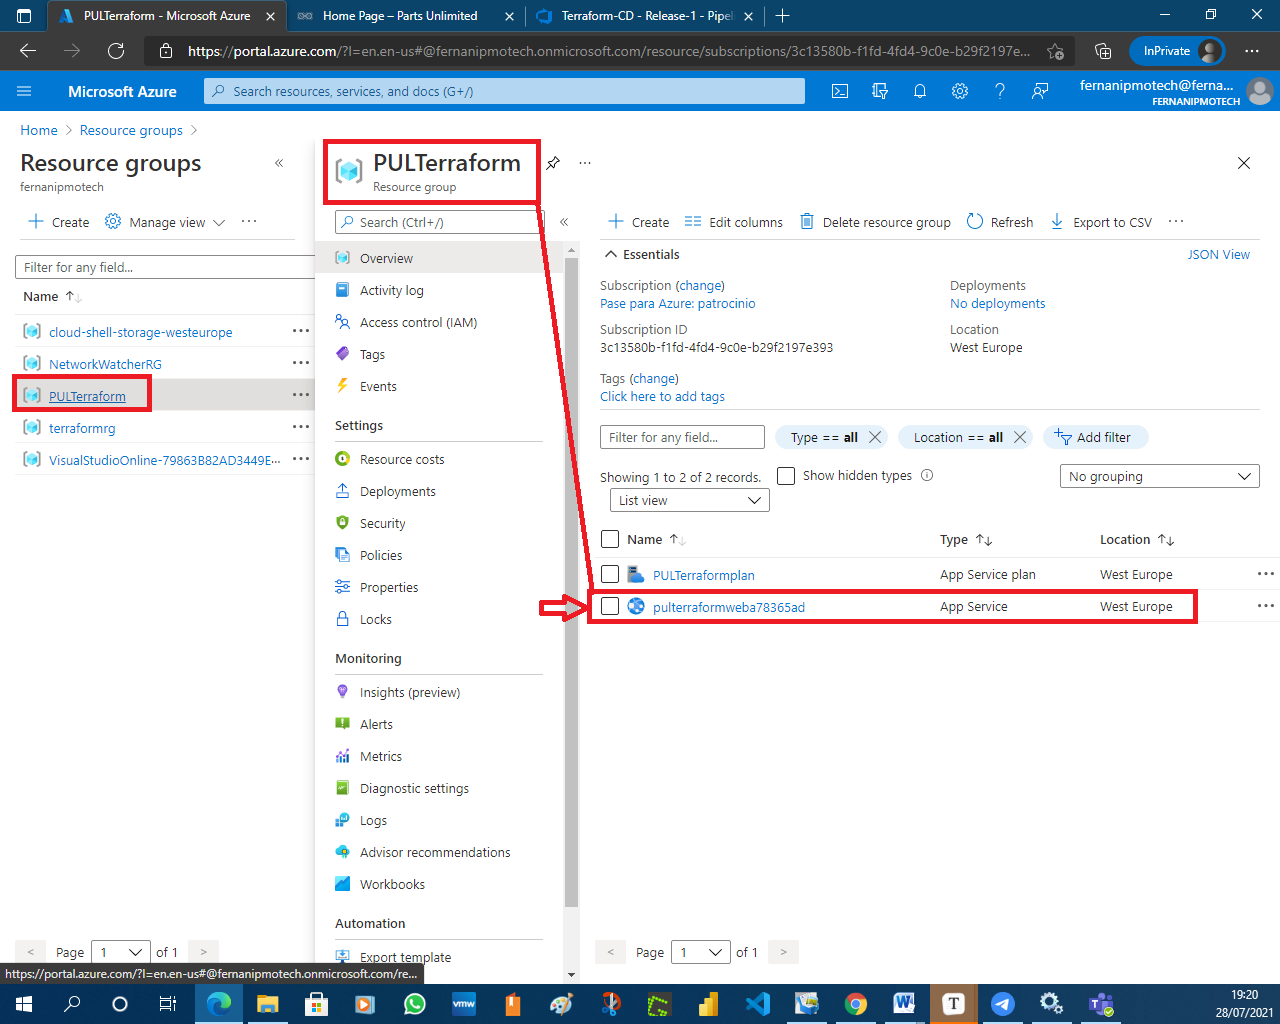 PULTerraform - Microsoft Azure
Home Page – Parts Unlimited
Terraform-CD - Release-1 - Pipel
https://portal.azure.com/?l=en.en-us#@fernanipmotech.onmicrosoft.com/resource/subscriptions/3c13580b-f1fd-4fd4-9c0e-b29f2197e...
InPrivate
Microsoft Azure
Search resources, services, and docs (G+/)
fernanipmotech@ferna...
FERNANIPMOTECH
Home > Resource groups >
Resource groups
fernanipmotech
Create
Manage view
Filter for any field...
Name
cloud-shell-storage-westeurope
NetworkWatcherRG
PULTerraform
terraformrg
VisualStudioOnline-79863B82AD3449E...
< Page 1 of 1 >
https://portal.azure.com/?l=en.en-us#@fernanipmotech.onmicrosoft.com/re...
PULTerraform
Resource group
Search (Ctrl+/)
Overview
Activity log
Access control (IAM)
Tags
Events
Settings
Resource costs
Deployments
Security
Policies
Properties
Locks
Monitoring
Insights (preview)
Alerts
Metrics
Diagnostic settings
Logs
Advisor recommendations
Workbooks
Automation
Export template
Create
Edit columns
Delete resource group
Refresh
Export to CSV
Essentials
JSON View
Subscription (change)
Pase para Azure: patrocinio
Subscription ID
3c13580b-f1fd-4fd4-9c0e-b29f2197e393
Deployments
No deployments
Location
West Europe
Tags (change)
Click here to add tags
Filter for any field...
Type == all
Location == all
Add filter
Showing 1 to 2 of 2 records.
Show hidden types
No grouping
List view
Name Type Location
PULTerraformplan App Service plan West Europe
pulterraformweba78365ad App Service West Europe
< Page 1 of 1 >
vmw
W
T
19:20
28/07/2021